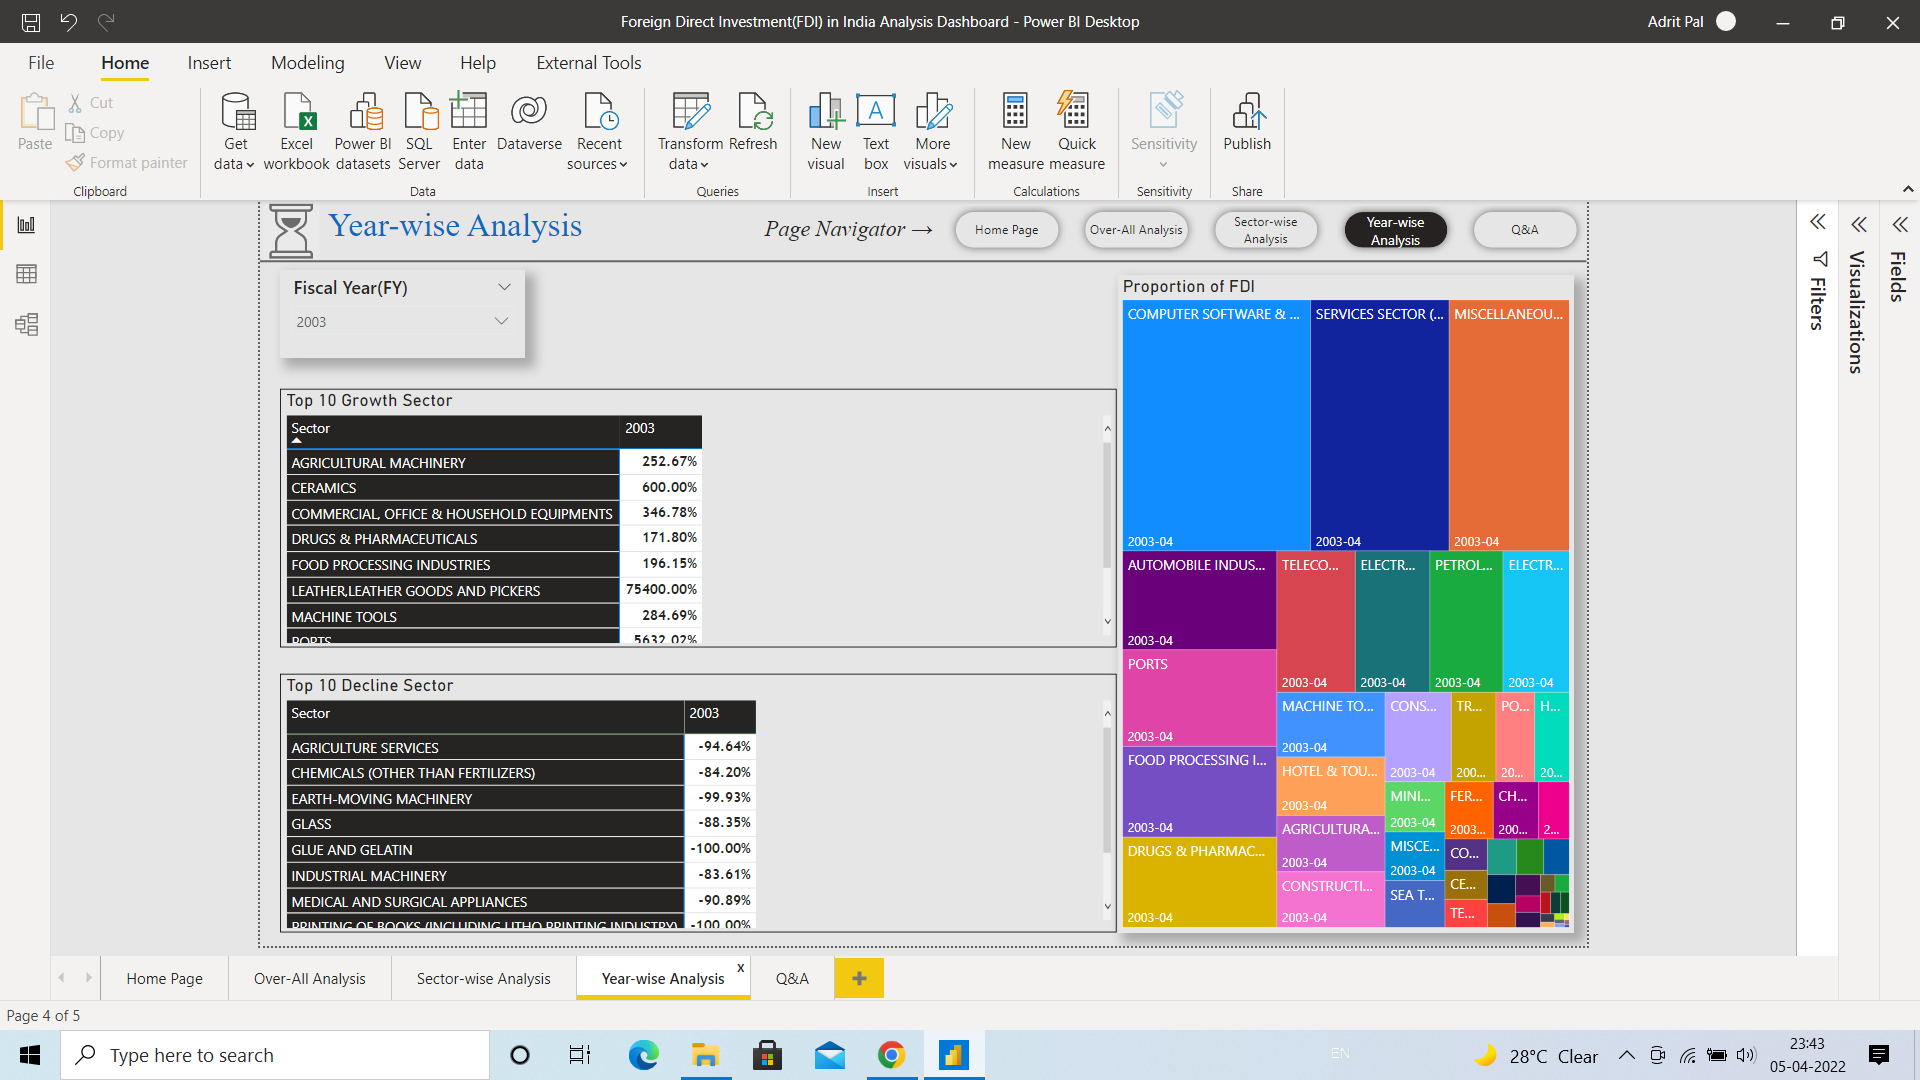 Foreign Direct Investment(FDI) in India Analysis Dashboard - Power BI Desktop
Adrit Pal
File
Home
Insert
Modeling
View
Help
External Tools
Paste
Cut
Copy
Format painter
Clipboard
Get data
Excel workbook
Power BI datasets
SQL Server
Enter data
Dataverse
Recent sources
Data
Transform data
Refresh
Queries
New visual
Text box
More visuals
Insert
New measure
Quick measure
Calculations
Sensitivity
Sensitivity
Publish
Share
Year-wise Analysis
Page Navigator →
Home Page
Over-All Analysis
Sector-wise Analysis
Year-wise Analysis
Q&A
Filters
Visualizations
Fields
Fiscal Year(FY)
2003
Top 10 Growth Sector
Sector 2003
AGRICULTURAL MACHINERY 252.67%
CERAMICS 600.00%
COMMERCIAL, OFFICE & HOUSEHOLD EQUIPMENTS 346.78%
DRUGS & PHARMACEUTICALS 171.80%
FOOD PROCESSING INDUSTRIES 196.15%
LEATHER,LEATHER GOODS AND PICKERS 75400.00%
MACHINE TOOLS 284.69%
PORTS 5632.02%
Top 10 Decline Sector
Sector 2003
AGRICULTURE SERVICES -94.64%
CHEMICALS (OTHER THAN FERTILIZERS) -84.20%
EARTH-MOVING MACHINERY -99.93%
GLASS -88.35%
GLUE AND GELATIN -100.00%
INDUSTRIAL MACHINERY -83.61%
MEDICAL AND SURGICAL APPLIANCES -90.89%
PRINTING OF BOOKS (INCLUDING LITHO PRINTING INDUSTRY) -100.00%
Proportion of FDI
COMPUTER SOFTWARE & ...
2003-04
SERVICES SECTOR (...
2003-04
MISCELLANEOU...
2003-04
AUTOMOBILE INDUS...
2003-04
PORTS
2003-04
FOOD PROCESSING I...
2003-04
DRUGS & PHARMAC...
2003-04
TELECO...
2003-04
ELECTR...
2003-04
PETROL...
2003-04
ELECTR...
2003-04
MACHINE TO...
2003-04
HOTEL & TOU...
2003-04
AGRICULTURA...
2003-04
CONSTRUCTI...
2003-04
CONS...
2003-04
TR...
200...
PO...
20...
H...
20...
MINI...
2003-04
MISCE...
2003-04
SEA T...
FER...
2003...
CH...
200...
2...
CO...
CE...
TE...
Home Page
Over-All Analysis
Sector-wise Analysis
Year-wise Analysis
x
Q&A
+
Page 4 of 5
Type here to search
EN
28°C Clear
23:43
05-04-2022